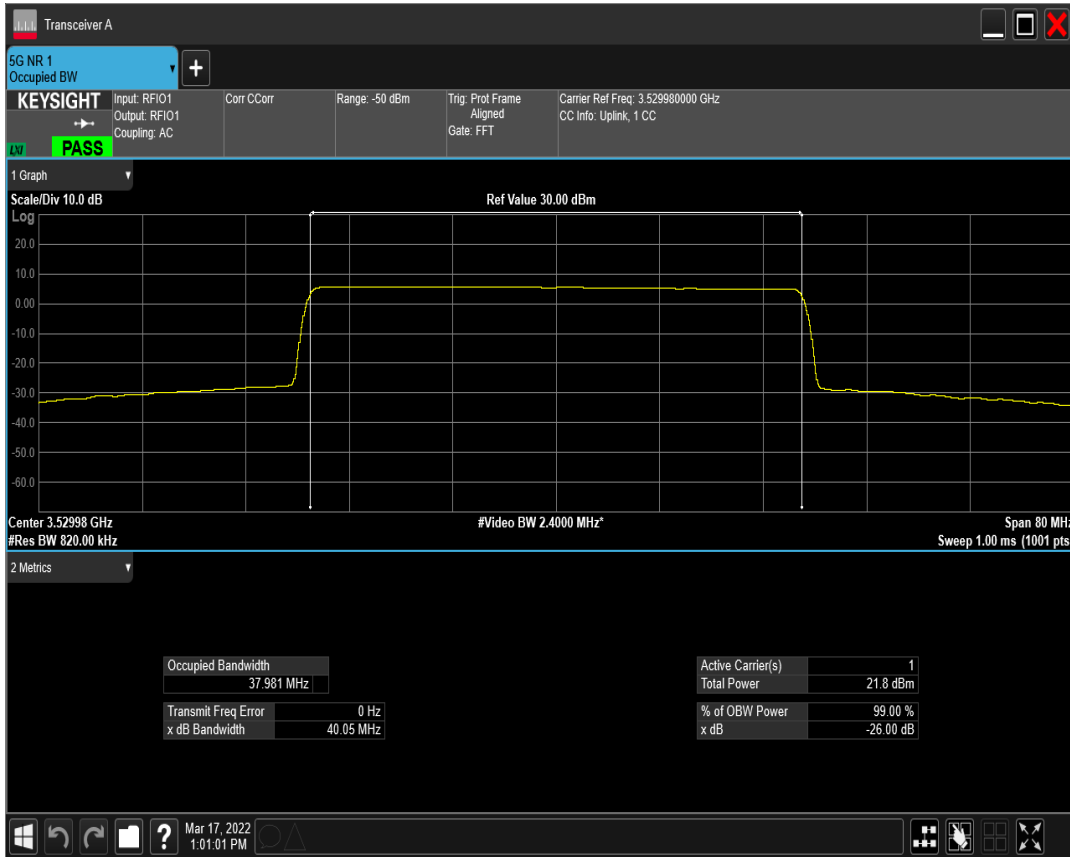 Transceiver A
5G NR 1
Occupied BW
KEYSIGHT
LXI
PASS
Input: RFIO1
Output: RFIO1
Coupling: AC
Corr CCorr
Range: -50 dBm
Trig: Prot Frame
Aligned
Gate: FFT
Carrier Ref Freq: 3.529980000 GHz
CC Info: Uplink, 1 CC
1 Graph
Scale/Div 10.0 dB
Ref Value 30.00 dBm
Log
20.0
10.0
0.00
-10.0
-20.0
-30.0
-40.0
-50.0
-60.0
Center 3.52998 GHz
#Video BW 2.4000 MHz*
Span 80 MHz
#Res BW 820.00 kHz
Sweep 1.00 ms (1001 pts
2 Metrics
Occupied Bandwidth
37.981 MHz
Transmit Freq Error 0 Hz
x dB Bandwidth 40.05 MHz
Active Carrier(s) 1
Total Power 21.8 dBm
% of OBW Power 99.00 %
x dB -26.00 dB
?
Mar 17, 2022
1:01:01 PM